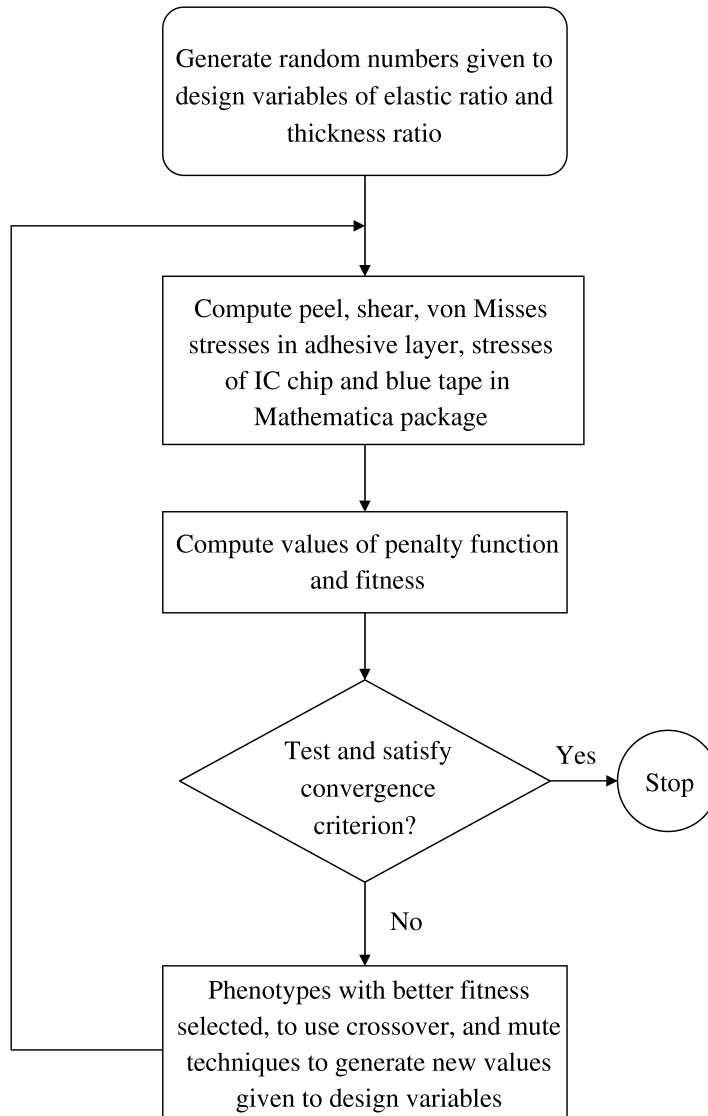 Generate random numbers given to
design variables of elastic ratio and
thickness ratio
Compute peel, shear, von Misses
stresses in adhesive layer, stresses
of IC chip and blue tape in
Mathematica package
Compute values of penalty function
and fitness
Test and satisfy
convergence
criterion?
Yes
Stop
No
Phenotypes with better fitness
selected, to use crossover, and mute
techniques to generate new values
given to design variables